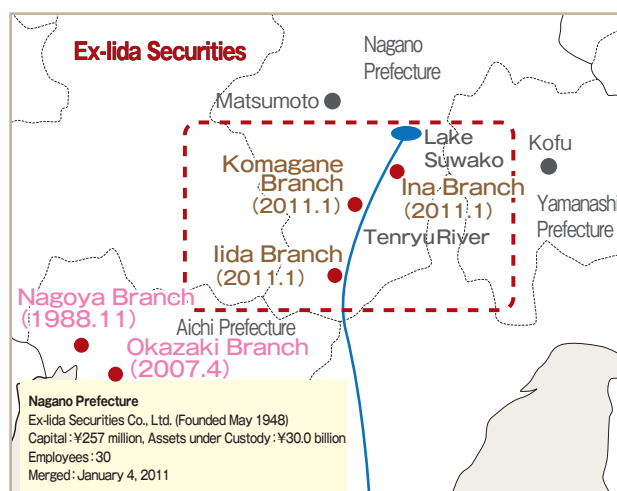 Ex-Iida Securities
Nagano
Prefecture
Matsumoto
Lake
Suwako
Kofu
Komagane
Branch
(2011.1)
Ina Branch
(2011.1)
Yamanashi
Prefecture
TenryuRiver
Iida Branch
(2011.1)
Nagoya Branch
(1988.11)
Aichi Prefecture
Okazaki Branch
(2007.4)
Nagano Prefecture
Ex-Iida Securities Co., Ltd. (Founded May 1948)
Capital:¥257 million, Assets under Custody:¥30.0 billion
Employees:30
Merged: January 4, 2011